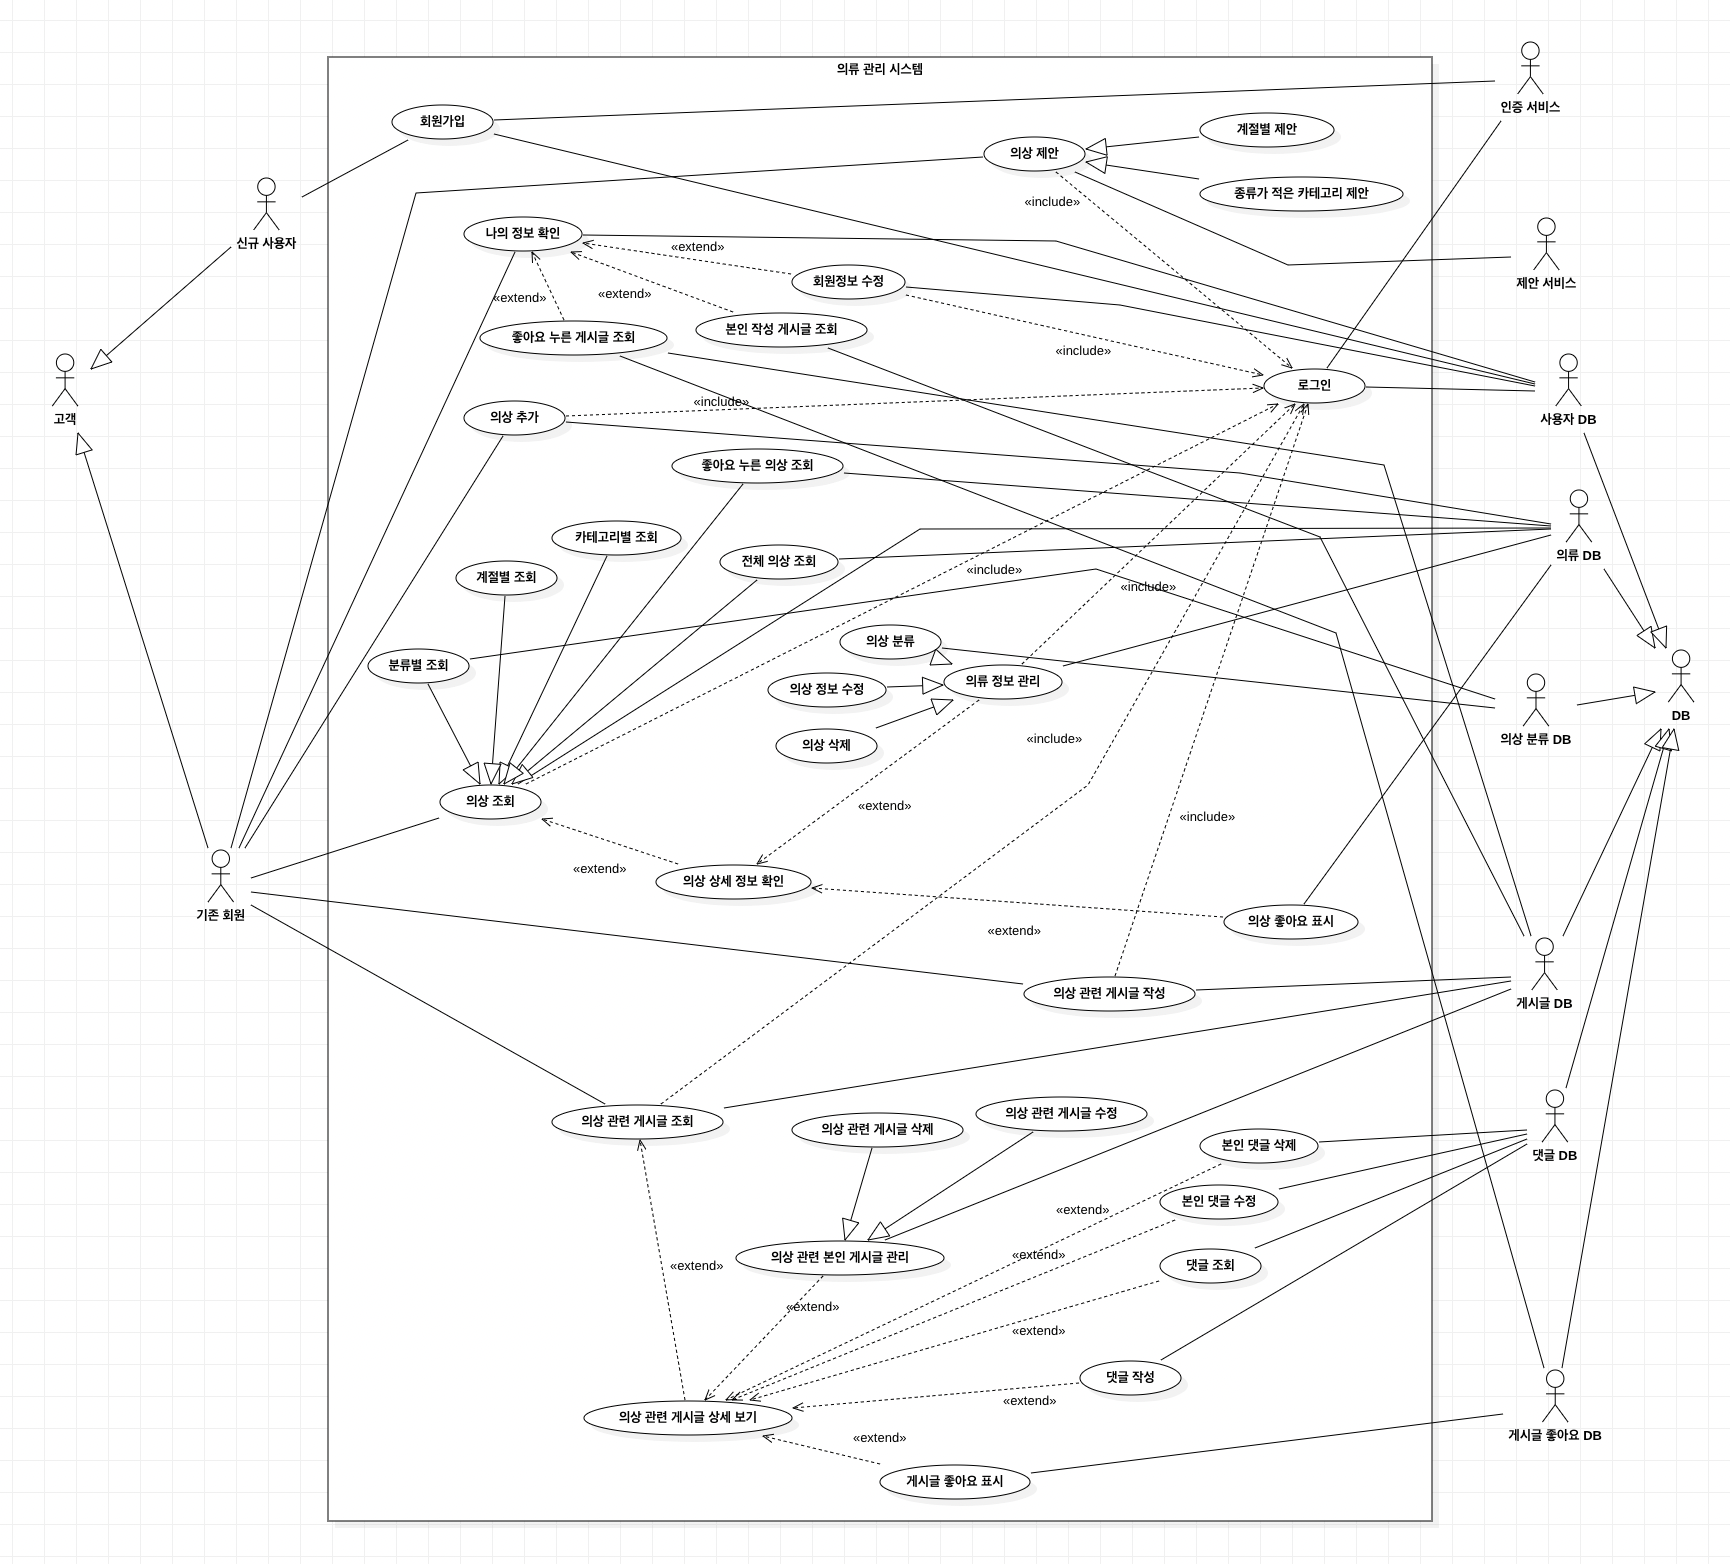 의류 관리 시스템
인증 서비스
회원가입
계절별 제안
의상 제안
종류가 적은 카테고리 제안
«include»
신규 사용자
나의 정보 확인
«extend»
제안 서비스
회원정보 수정
«extend»
«extend»
좋아요 누른 게시글 조회
본인 작성 게시글 조회
«include»
로그인
고객
사용자 DB
«include»
의상 추가
좋아요 누른 의상 조회
카테고리별 조회
전체 의상 조회
의류 DB
계절별 조회
«include»
«include»
의상 분류
분류별 조회
의류 정보 관리
의상 정보 수정
DB
의상 삭제
«include»
의상 분류 DB
의상 조회
«extend»
«include»
«extend»
의상 상세 정보 확인
기존 회원
의상 좋아요 표시
«extend»
의상 관련 게시글 작성
게시글 DB
의상 관련 게시글 조회
의상 관련 게시글 삭제
의상 관련 게시글 수정
본인 댓글 삭제
댓글 DB
본인 댓글 수정
«extend»
의상 관련 본인 게시글 관리
«extend»
«extend»
댓글 조회
«extend»
«extend»
댓글 작성
«extend»
의상 관련 게시글 상세 보기
«extend»
게시글 좋아요 DB
게시글 좋아요 표시